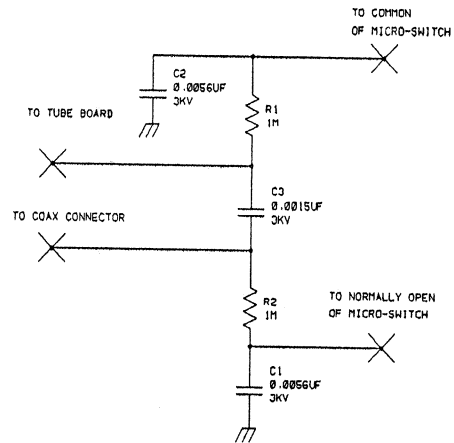 TO COMMON
OF MICRO-SWITCH
C2
0.0056UF
3KV
R1
1M
TO TUBE BOARD
C3
0.0015UF
3KV
TO COAX CONNECTOR
R2
1M
TO NORMALLY OPEN
OF MICRO-SWITCH
C1
0.0056UF
3KV